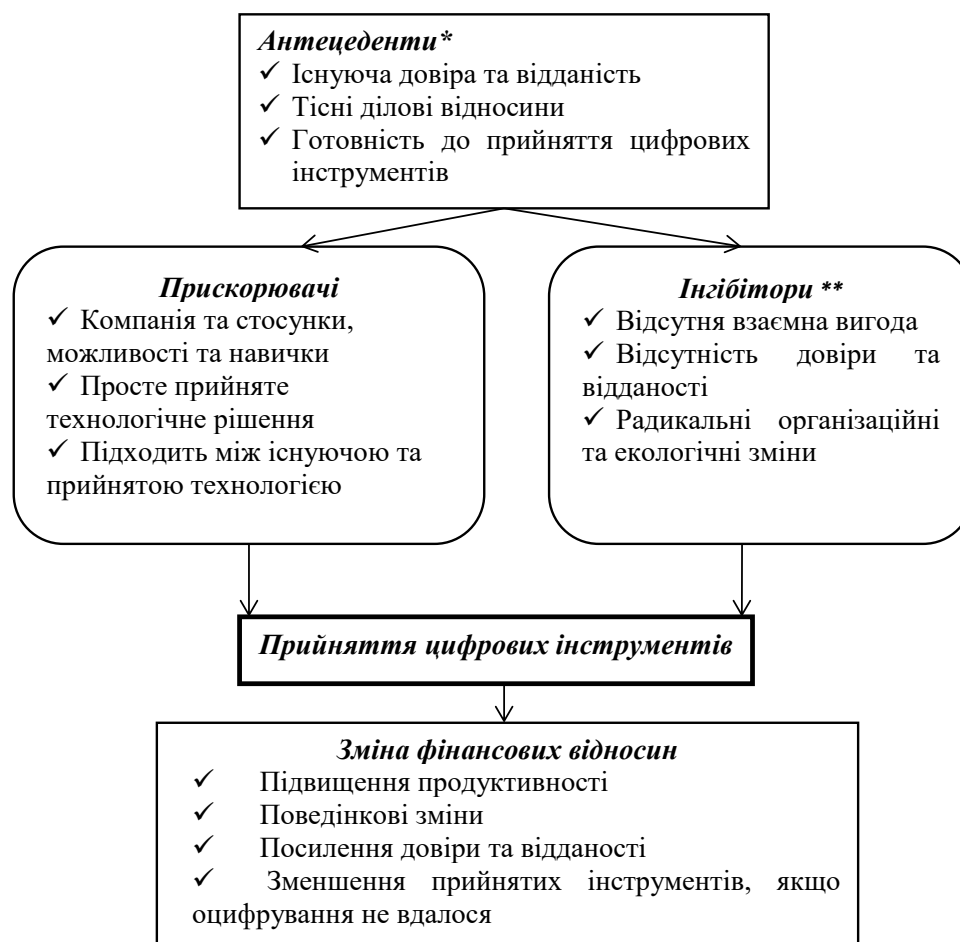 Антецеденти*
✓ Існуюча довіра та відданість
✓ Тісні ділові відносини
✓ Готовність до прийняття цифрових
інструментів
Прискорювачі
✓ Компанія та стосунки,
можливості та навички
✓ Просте прийняте
технологічне рішення
✓ Підходить між існуючою та
прийнятою технологією
Інгібітори **
✓ Відсутня взаємна вигода
✓ Відсутність довіри та
відданості
✓ Радикальні організаційні
та екологічні зміни
Прийняття цифрових інструментів
Зміна фінансових відносин
✓ Підвищення продуктивності
✓ Поведінкові зміни
✓ Посилення довіри та відданості
✓ Зменшення прийнятих інструментів, якщо
оцифрування не вдалося